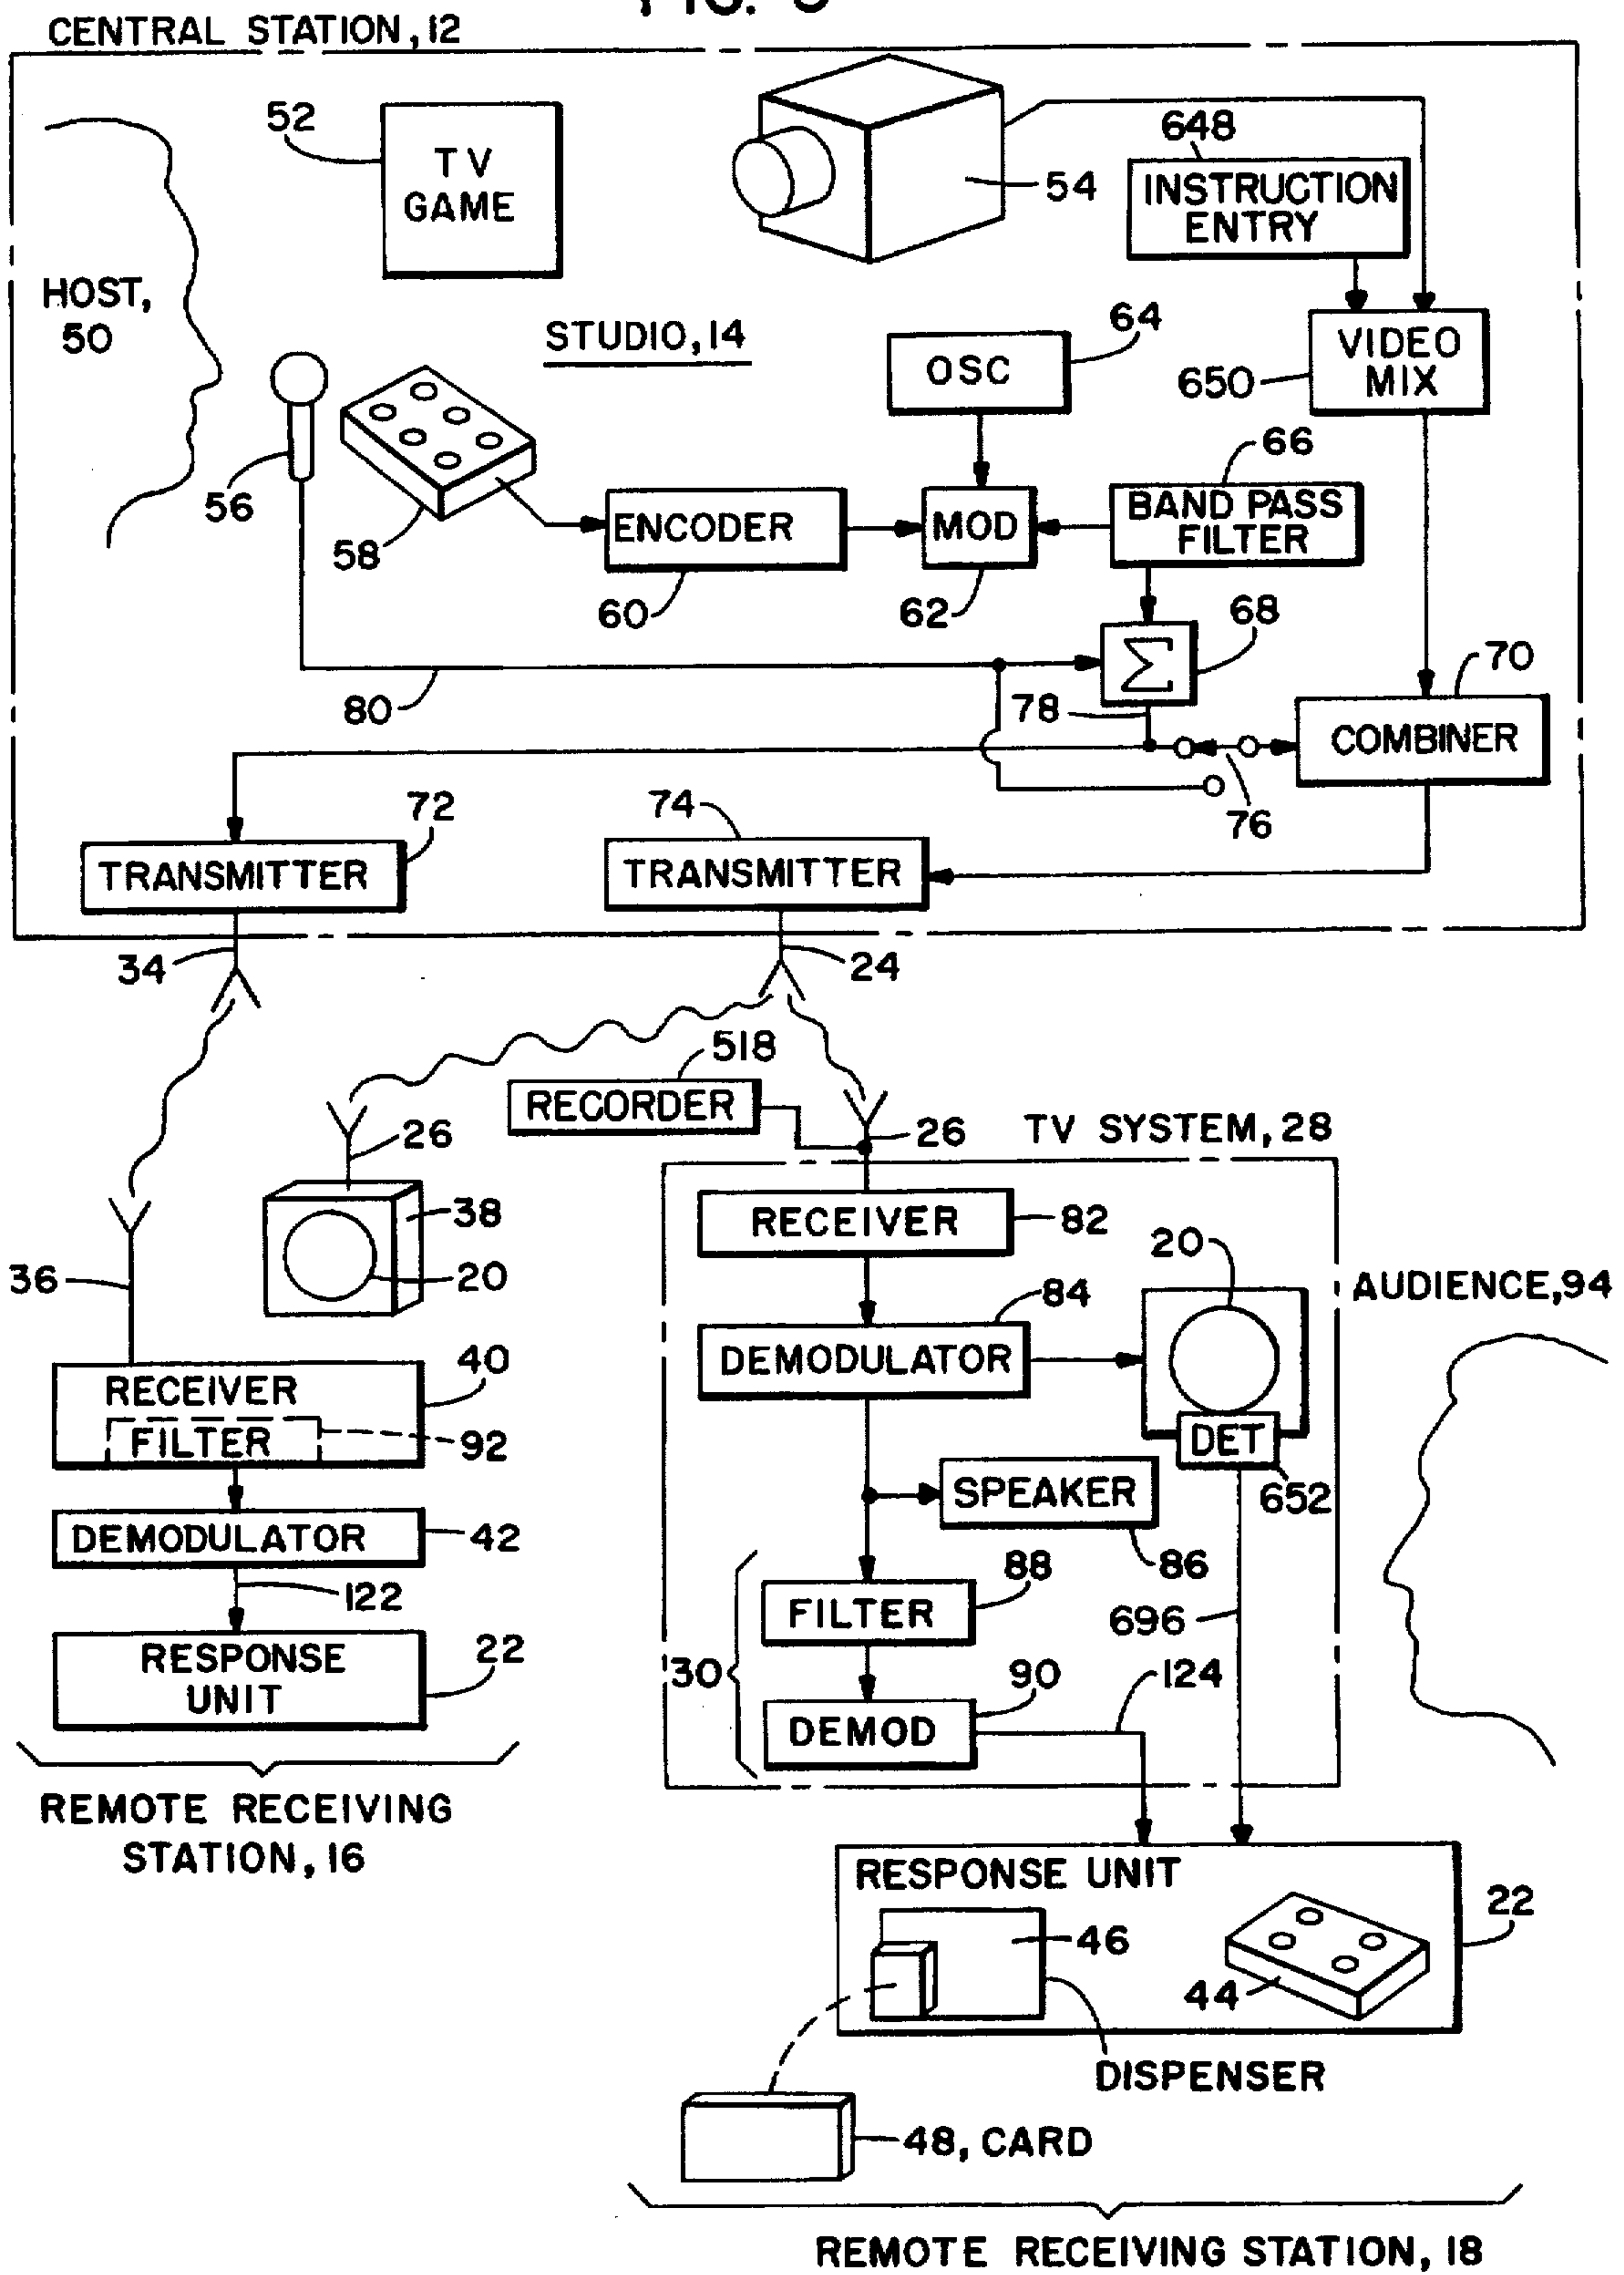 FIG. 3
CENTRAL STATION, 12
52
TV
GAME
54
648
INSTRUCTION
ENTRY
HOST,
50
STUDIO, 14
64
OSC
VIDEO
MIX
650
56
58
ENCODER
60
MOD
62
66
BAND PASS
FILTER
68
Σ
80
78
70
COMBINER
76
72
TRANSMITTER
74
TRANSMITTER
34
24
518
RECORDER
26
26
TV SYSTEM, 28
38
20
36
RECEIVER
82
20
AUDIENCE, 94
84
DEMODULATOR
40
RECEIVER
FILTER
92
DET
652
SPEAKER
86
DEMODULATOR
42
122
88
FILTER
696
RESPONSE
UNIT
22
30
90
DEMOD
124
REMOTE RECEIVING
STATION, 16
RESPONSE UNIT
22
46
44
DISPENSER
48, CARD
REMOTE RECEIVING STATION, 18